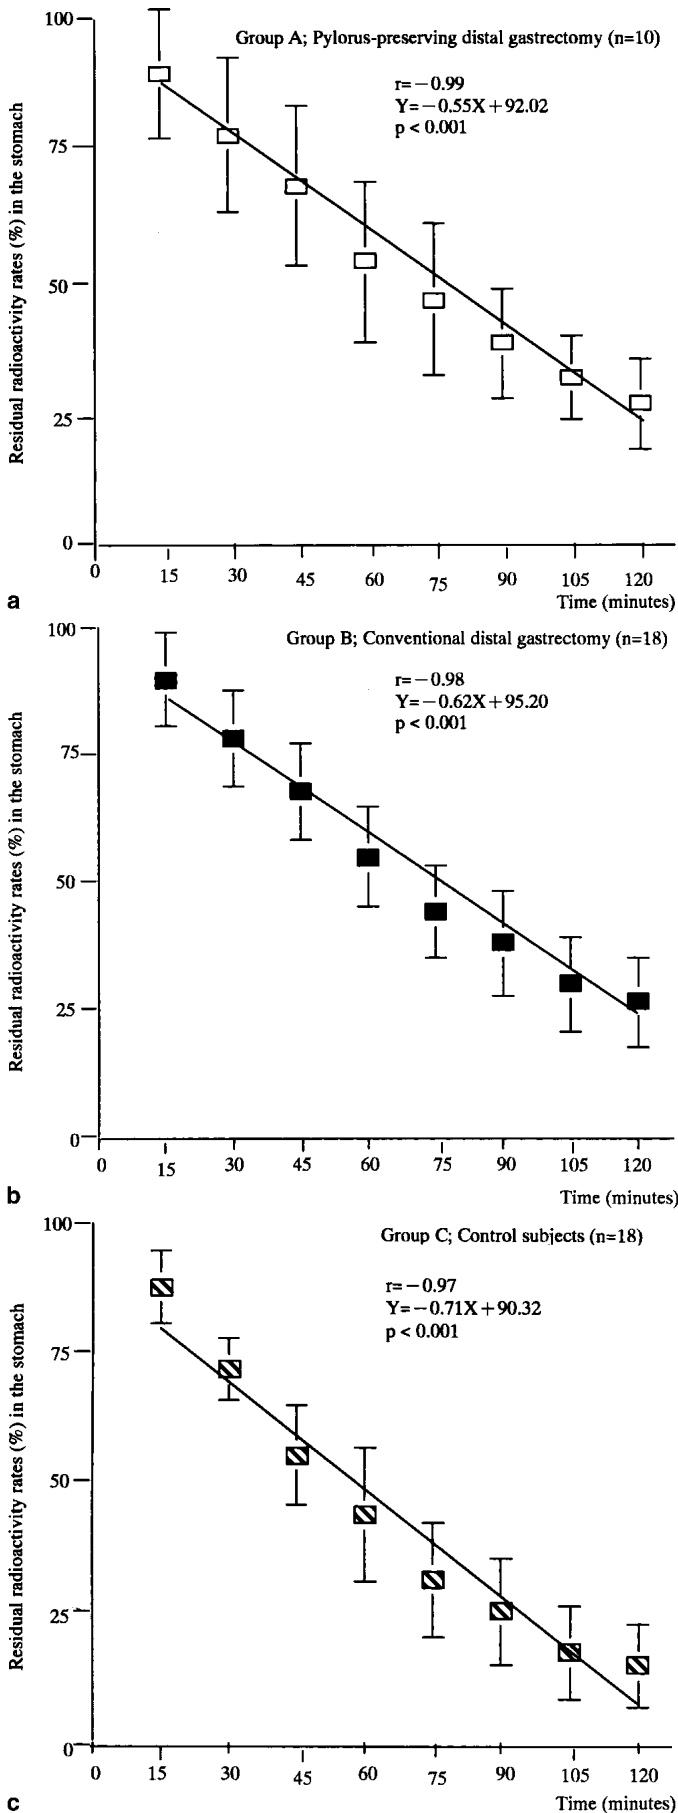 100
Group A; Pylorus-preserving distal gastrectomy (n=10)
r=−0.99
Y=−0.55X+92.02
p < 0.001
75
50
25
0
Residual radioactivity rates (%) in the stomach
0 15 30 45 60 75 90 105 120
Time (minutes)
a
100
Group B; Conventional distal gastrectomy (n=18)
r=−0.98
Y=−0.62X+95.20
p < 0.001
75
50
25
0
Residual radioactivity rates (%) in the stomach
0 15 30 45 60 75 90 105 120
Time (minutes)
b
100
Group C; Control subjects (n=18)
r=−0.97
Y=−0.71X+90.32
p < 0.001
75
50
25
0
Residual radioactivity rates (%) in the stomach
0 15 30 45 60 75 90 105 120
Time (minutes)
c